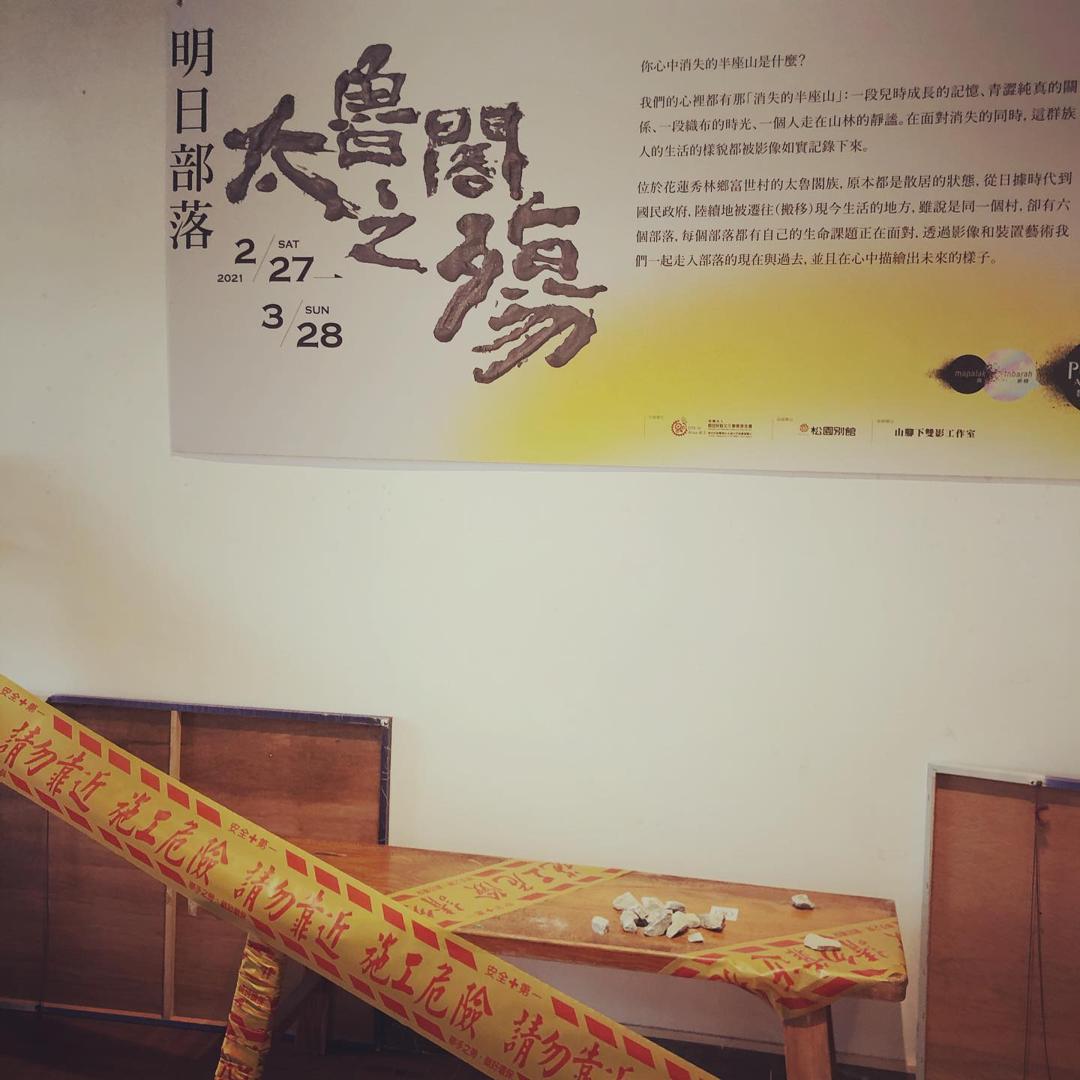 明日部落
太魯閣
之殤
2021 2/27 SAT —
3/28 SUN
你心中消失的半座山是什麼?
我們的心裡都有那「消失的半座山」:一段兒時成長的記憶、青澀純真的關
係、一段織布的時光、一個人走在山林的靜謐。在面對消失的同時,這群族
人的生活的樣貌都被影像如實記錄下來。
位於花蓮秀林鄉富世村的太魯閣族,原本都是散居的狀態,從日據時代到
國民政府,陸續地被遷往(搬移)現今生活的地方,雖說是同一個村,卻有六
個部落,每個部落都有自己的生命課題正在面對,透過影像和裝置藝術我
們一起走入部落的現在與過去,並且在心中描繪出未來的樣子。
mapalak
松園別館
山腳下雙影工作室
安全✚第一
請勿靠近 施工危險 請勿靠近 施工危險 請勿靠
安全✚第一
安全✚第一
施工危險
請勿靠近